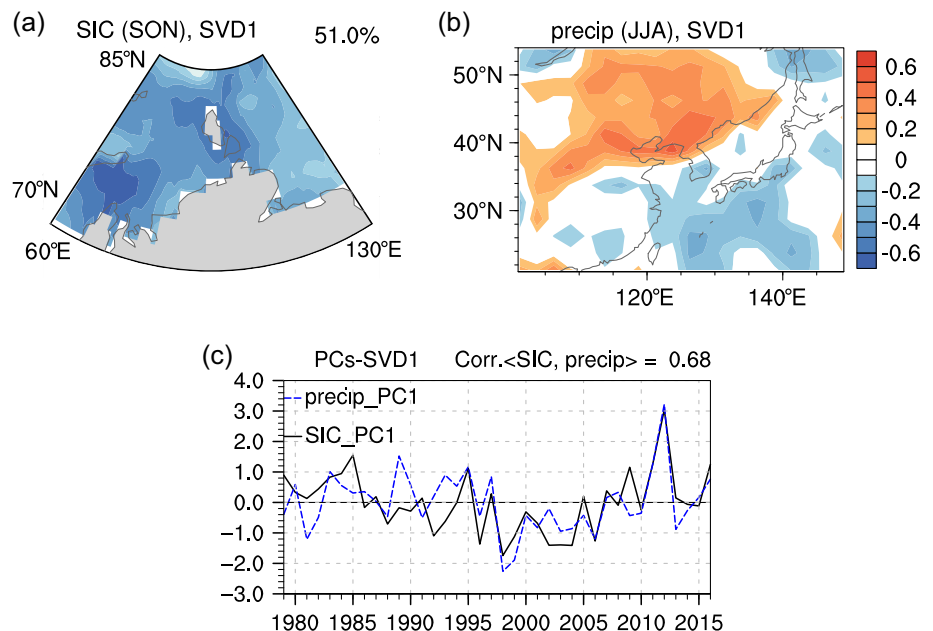 (a) SIC (SON), SVD1 51.0%
85°N
70°N
60°E 130°E
(b) precip (JJA), SVD1
50°N
40°N
30°N
120°E 140°E
0.6
0.4
0.2
0
-0.2
-0.4
-0.6
(c) PCs-SVD1 Corr.<SIC, precip> = 0.68
4.0
3.0
2.0
1.0
0.0
-1.0
-2.0
-3.0
precip_PC1
SIC_PC1
1980 1985 1990 1995 2000 2005 2010 2015